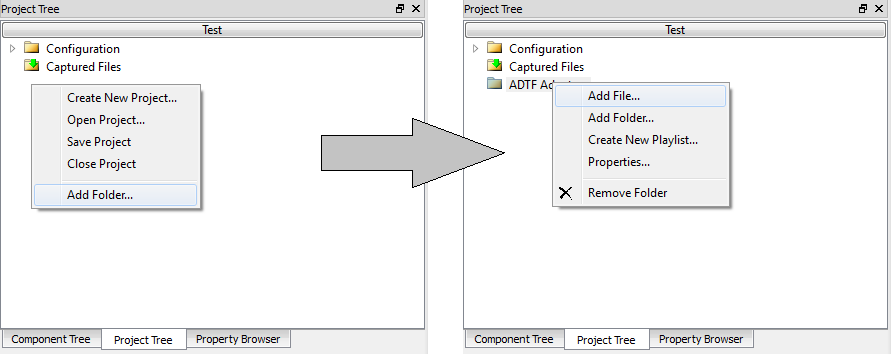 Project Tree
Test
Configuration
Captured Files
Create New Project...
Open Project...
Save Project
Close Project
Add Folder...
Component Tree
Project Tree
Property Browser
Project Tree
Test
Configuration
Captured Files
ADTF
Add File...
Add Folder...
Create New Playlist...
Properties...
Remove Folder
Component Tree
Project Tree
Property Browser